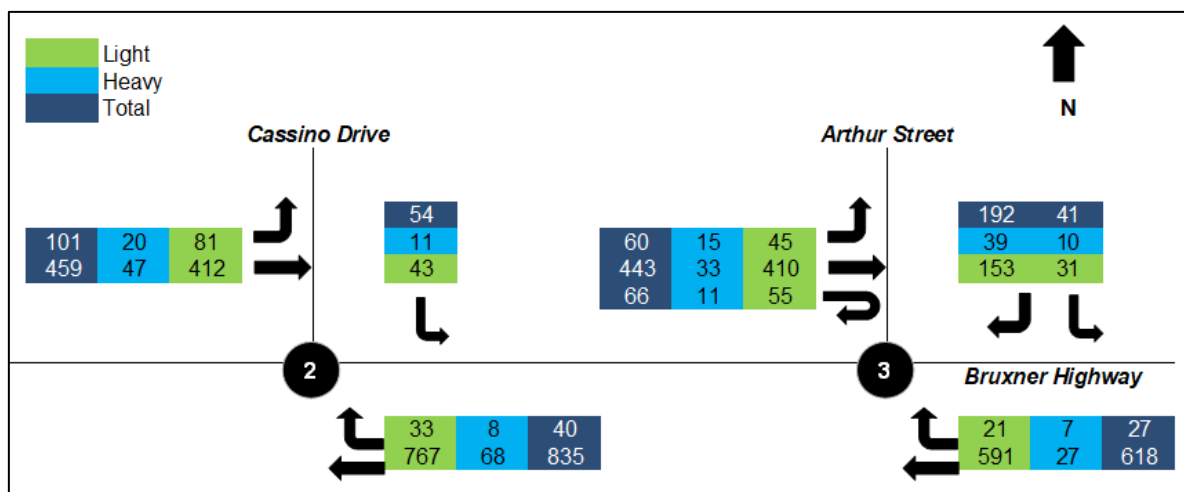 Light
Heavy
Total
N
Cassino Drive
Arthur Street
101 20 81
459 47 412
54
11
43
60 15 45
443 33 410
66 11 55
192 41
39 10
153 31
2
3
Bruxner Highway
33 8 40
767 68 835
21 7 27
591 27 618